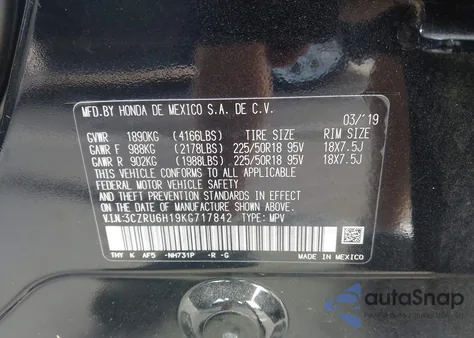 MFD.BY HONDA DE MEXICO S.A. DE C.V.
03/'19
GVWR 1890KG (4166LBS) TIRE SIZE RIM SIZE
GAWR F 988KG (2178LBS) 225/50R18 95V 18X7.5J
GAWR R 902KG (1988LBS) 225/50R18 95V 18X7.5J
THIS VEHICLE CONFORMS TO ALL APPLICABLE
FEDERAL MOTOR VEHICLE SAFETY, BUMPER,
AND THEFT PREVENTION STANDARDS IN EFFECT
ON THE DATE OF MANUFACTURE SHOWN ABOVE.
V.I.N.:3CZRU6H19KG717842 TYPE: MPV
THY K AF5 -NH731P -R -G
MADE IN MEXICO
autoSnap